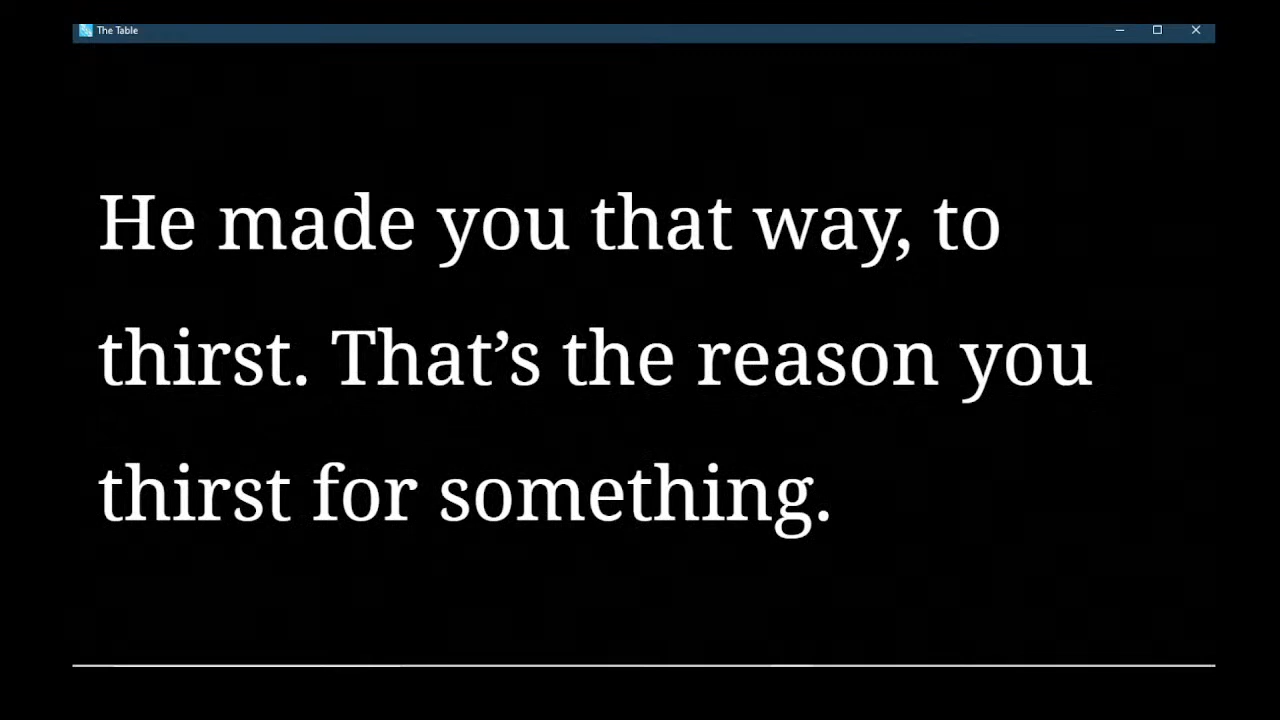 The Table
He made you that way, to
thirst. That’s the reason you
thirst for something.